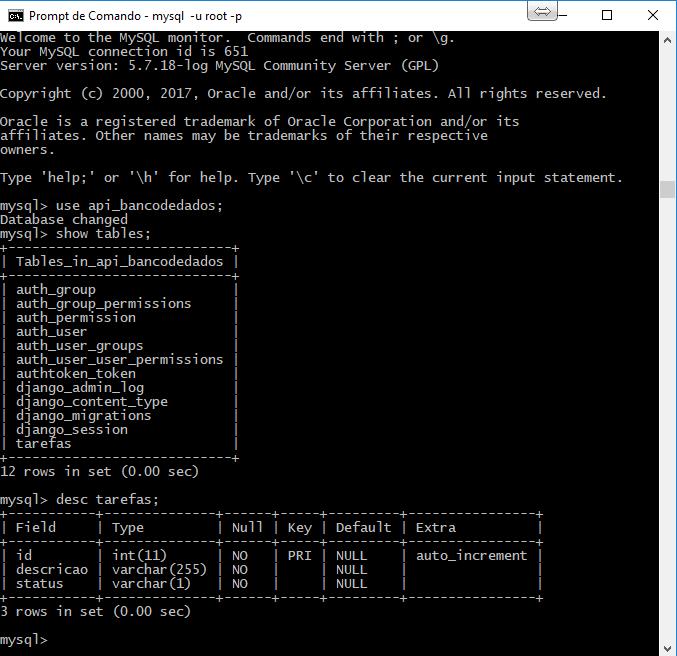 Prompt de Comando - mysql  -u root -p
Welcome to the MySQL monitor.  Commands end with ; or \g.
Your MySQL connection id is 651
Server version: 5.7.18-log MySQL Community Server (GPL)
Copyright (c) 2000, 2017, Oracle and/or its affiliates. All rights reserved.
Oracle is a registered trademark of Oracle Corporation and/or its
affiliates. Other names may be trademarks of their respective
owners.
Type 'help;' or '\h' for help. Type '\c' to clear the current input statement.
mysql> use api_bancodedados;
Database changed
mysql> show tables;
+----------------------------+
| Tables_in_api_bancodedados |
+----------------------------+
| auth_group                 |
| auth_group_permissions     |
| auth_permission            |
| auth_user                  |
| auth_user_groups           |
| auth_user_user_permissions |
| authtoken_token            |
| django_admin_log           |
| django_content_type        |
| django_migrations          |
| django_session             |
| tarefas                    |
+----------------------------+
12 rows in set (0.00 sec)
mysql> desc tarefas;
+-----------+--------------+------+-----+---------+----------------+
| Field     | Type         | Null | Key | Default | Extra          |
+-----------+--------------+------+-----+---------+----------------+
| id        | int(11)      | NO   | PRI | NULL    | auto_increment |
| descricao | varchar(255) | NO   |     | NULL    |                |
| status    | varchar(1)   | NO   |     | NULL    |                |
+-----------+--------------+------+-----+---------+----------------+
3 rows in set (0.00 sec)
mysql>